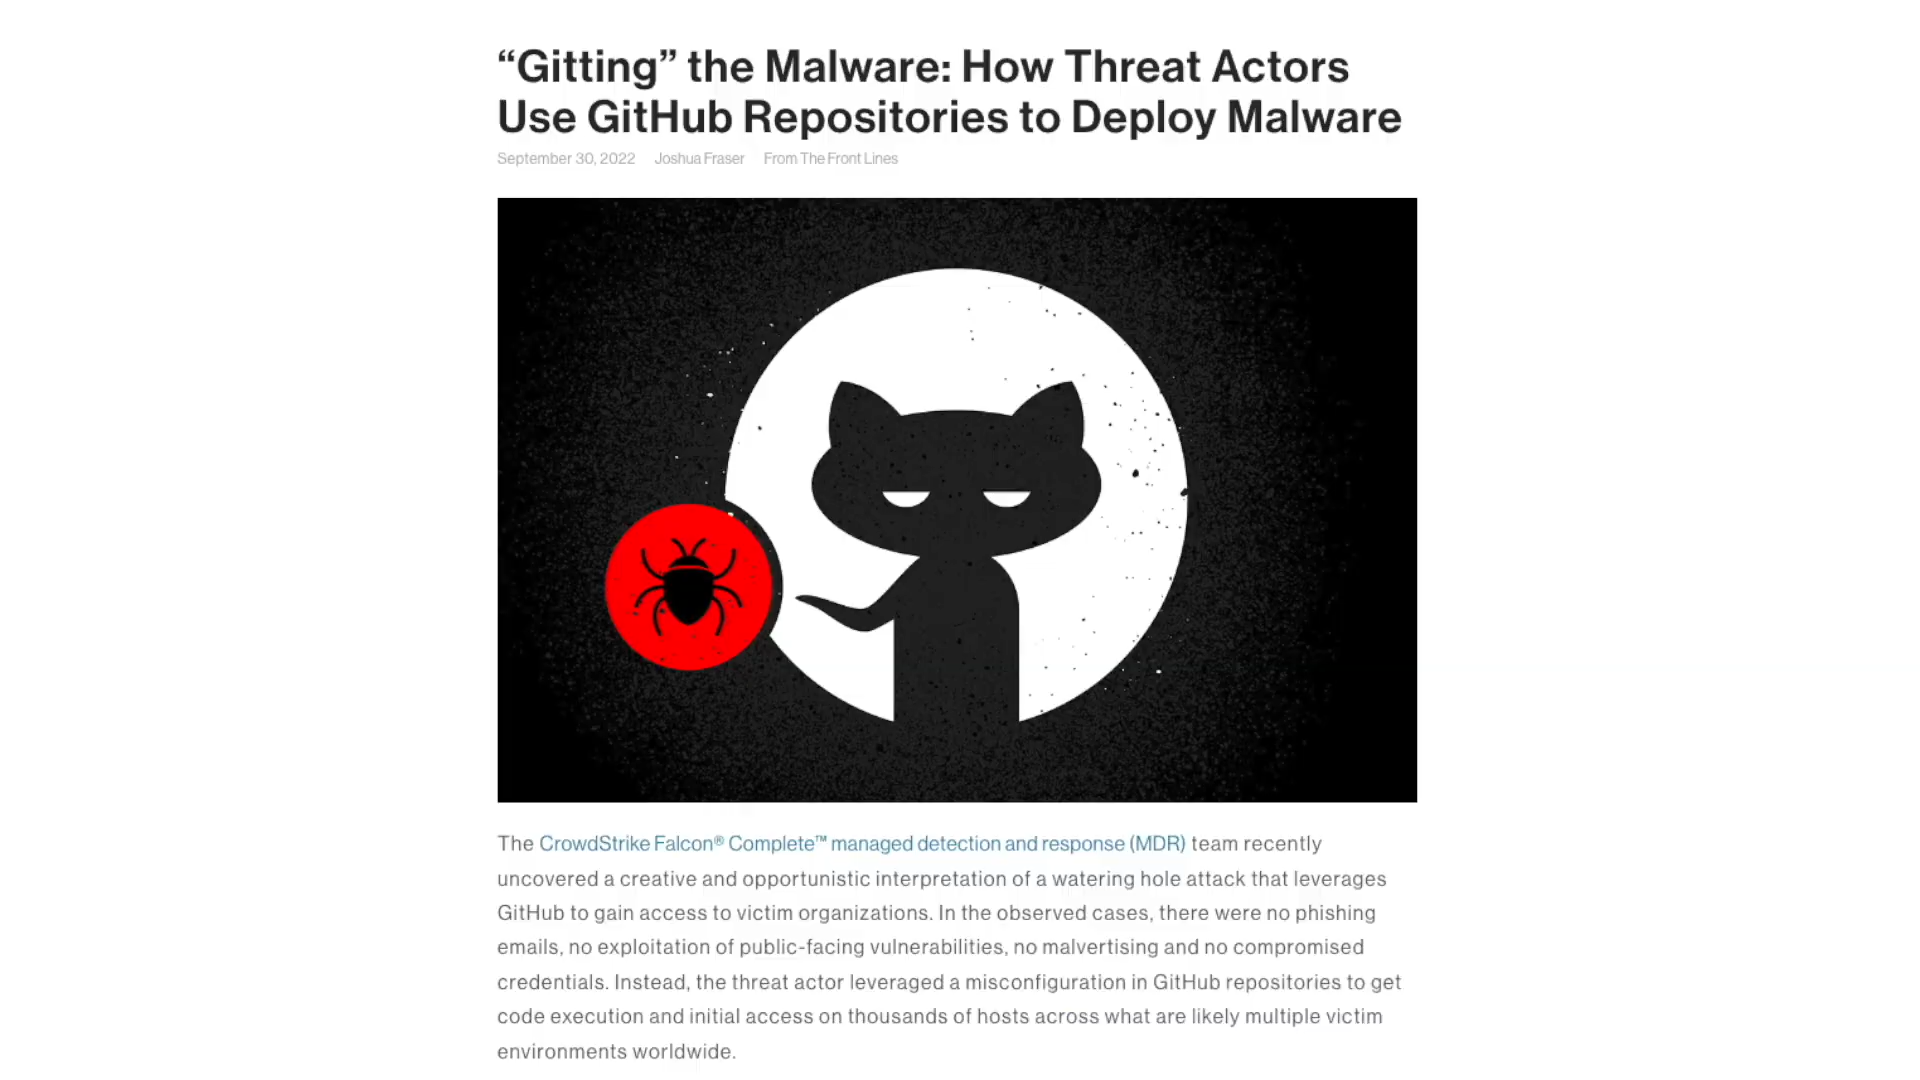 “Gitting” the Malware: How Threat Actors
Use GitHub Repositories to Deploy Malware
September 30, 2022 Joshua Fraser From The Front Lines
The CrowdStrike Falcon® Complete™ managed detection and response (MDR) team recently
uncovered a creative and opportunistic interpretation of a watering hole attack that leverages
GitHub to gain access to victim organizations. In the observed cases, there were no phishing
emails, no exploitation of public-facing vulnerabilities, no malvertising and no compromised
credentials. Instead, the threat actor leveraged a misconfiguration in GitHub repositories to get
code execution and initial access on thousands of hosts across what are likely multiple victim
environments worldwide.